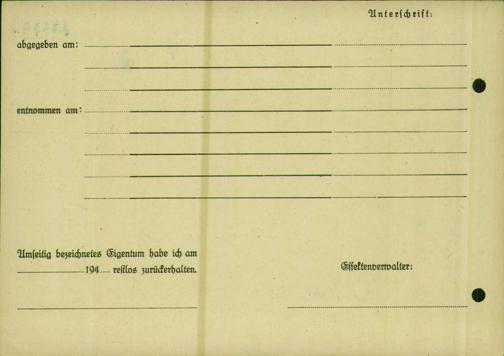 Unterschrift:
abgegeben am:
entnommen am:
Umseitig bezeichnetes Eigentum habe ich am
194 restlos zurückerhalten.
Effektenverwalter: